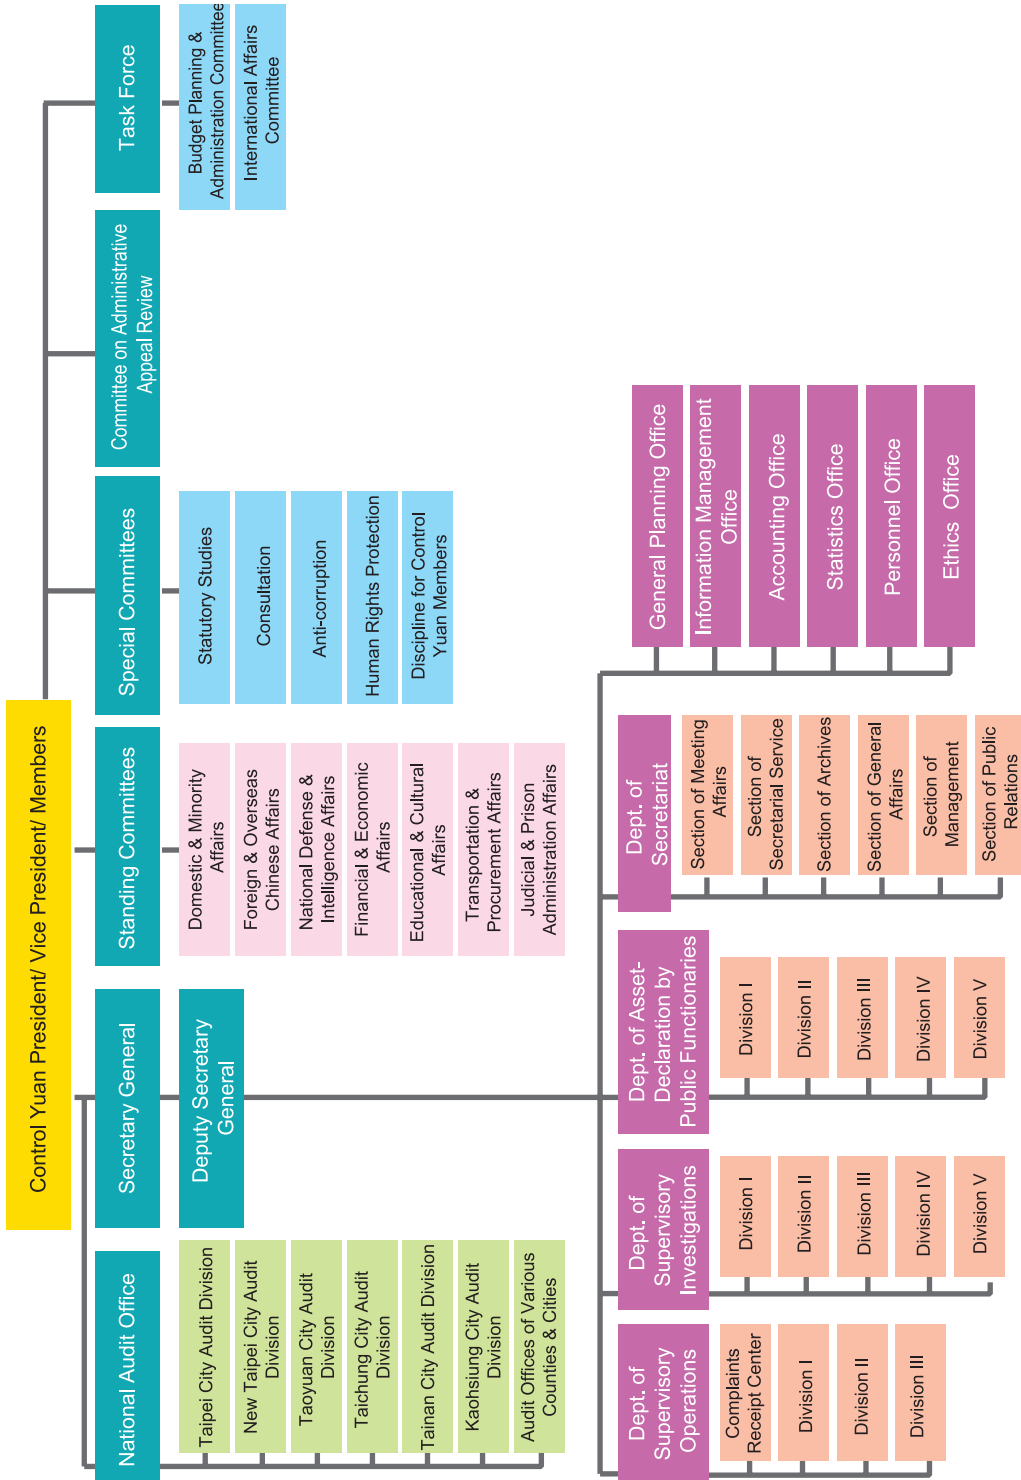 Control Yuan President/ Vice President/ Members
National Audit Office
Taipei City Audit Division
New Taipei City Audit
Division
Taoyuan City Audit
Division
Taichung City Audit
Division
Tainan City Audit Division
Kaohsiung City Audit
Division
Audit Offices of Various
Counties & Cities
Secretary General
Deputy Secretary
General
Standing Committees
Domestic & Minority
Affairs
Foreign & Overseas
Chinese Affairs
National Defense &
Intelligence Affairs
Financial & Economic
Affairs
Educational & Cultural
Affairs
Transportation &
Procurement Affairs
Judicial & Prison
Administration Affairs
Special Committees
Statutory Studies
Consultation
Anti-corruption
Human Rights Protection
Discipline for Control
Yuan Members
Committee on Administrative
Appeal Review
Task Force
Budget Planning &
Administration Committee
International Affairs
Committee
Dept. of
Supervisory
Operations
Complaints
Receipt Center
Division I
Division II
Division III
Dept. of
Supervisory
Investigations
Division I
Division II
Division III
Division IV
Division V
Dept. of Asset-
Declaration by
Public Functionaries
Division I
Division II
Division III
Division IV
Division V
Dept. of
Secretariat
Section of Meeting
Affairs
Section of
Secretarial Service
Section of Archives
Section of General
Affairs
Section of
Management
Section of Public
Relations
General Planning Office
Information Management
Office
Accounting Office
Statistics Office
Personnel Office
Ethics Office